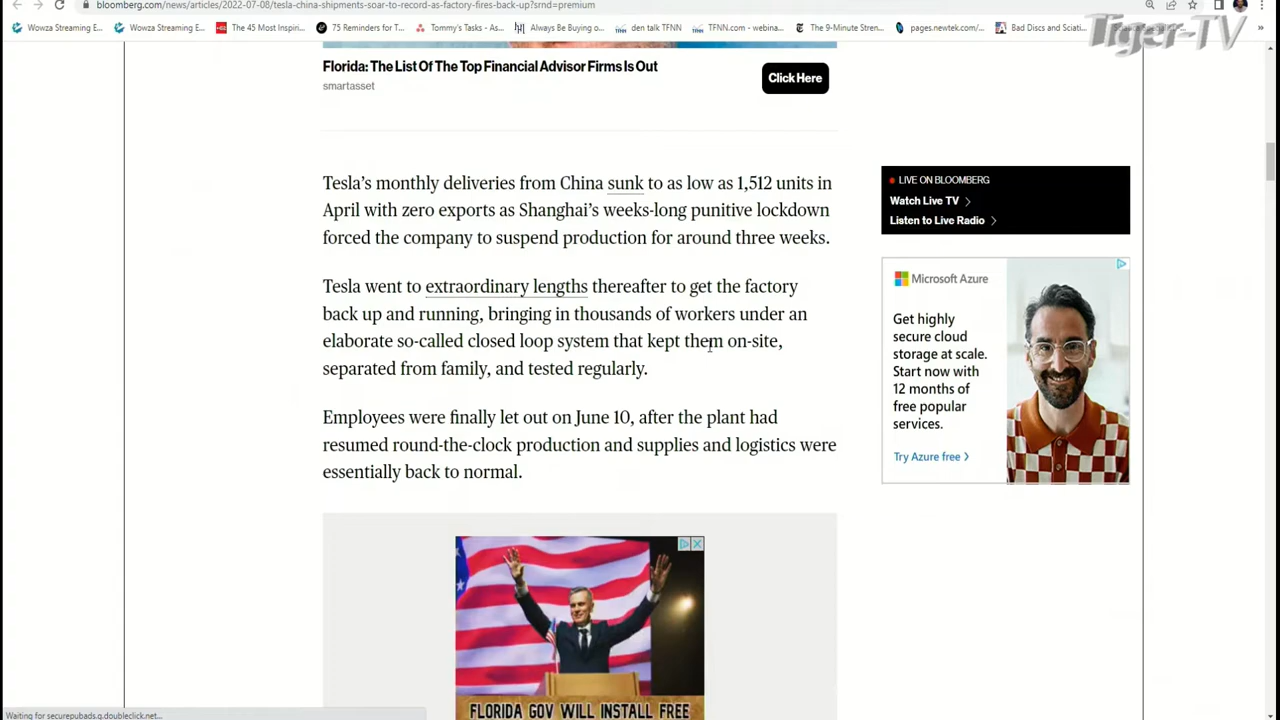 bloomberg.com/news/articles/2022-07-08/tesla-china-shipments-soar-to-record-as-factory-fires-back-up?srnd=premium
Wowza Streaming E...
Wowza Streaming E...
The 45 Most Inspiri...
75 Reminders for T...
Tommy's Tasks - As...
Always Be Buying o...
den talk TFNN
TFNN.com - webina...
The 9-Minute Stren...
pages.newtek.com/...
Bad Discs and Sciati...
Tiger-TV
Florida: The List Of The Top Financial Advisor Firms Is Out
smartasset
Click Here
Tesla's monthly deliveries from China sunk to as low as 1,512 units in
April with zero exports as Shanghai's weeks-long punitive lockdown
forced the company to suspend production for around three weeks.
Tesla went to extraordinary lengths thereafter to get the factory
back up and running, bringing in thousands of workers under an
elaborate so-called closed loop system that kept them on-site,
separated from family, and tested regularly.
Employees were finally let out on June 10, after the plant had
resumed round-the-clock production and supplies and logistics were
essentially back to normal.
LIVE ON BLOOMBERG
Watch Live TV
Listen to Live Radio
Microsoft Azure
Get highly
secure cloud
storage at scale.
Start now with
12 months of
free popular
services.
Try Azure free
FLORIDA GOV WILL INSTALL FREE
Waiting for securepubads.g.doubleclick.net...